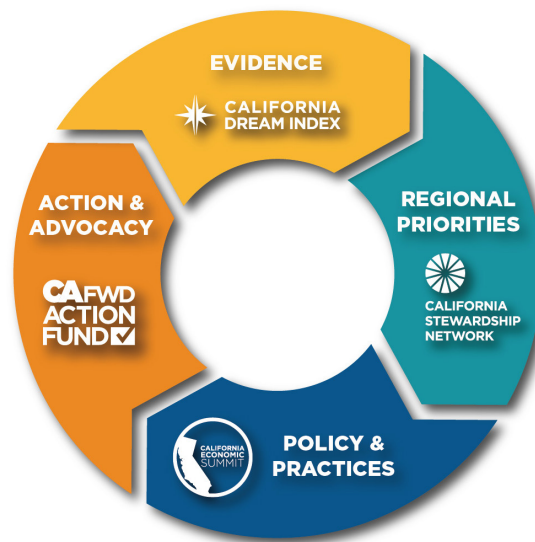 EVIDENCE
CALIFORNIA
DREAM INDEX
REGIONAL
PRIORITIES
CALIFORNIA
STEWARDSHIP
NETWORK
POLICY &
PRACTICES
CALIFORNIA
ECONOMIC
SUMMIT
ACTION &
ADVOCACY
CAFWD
ACTION
FUND